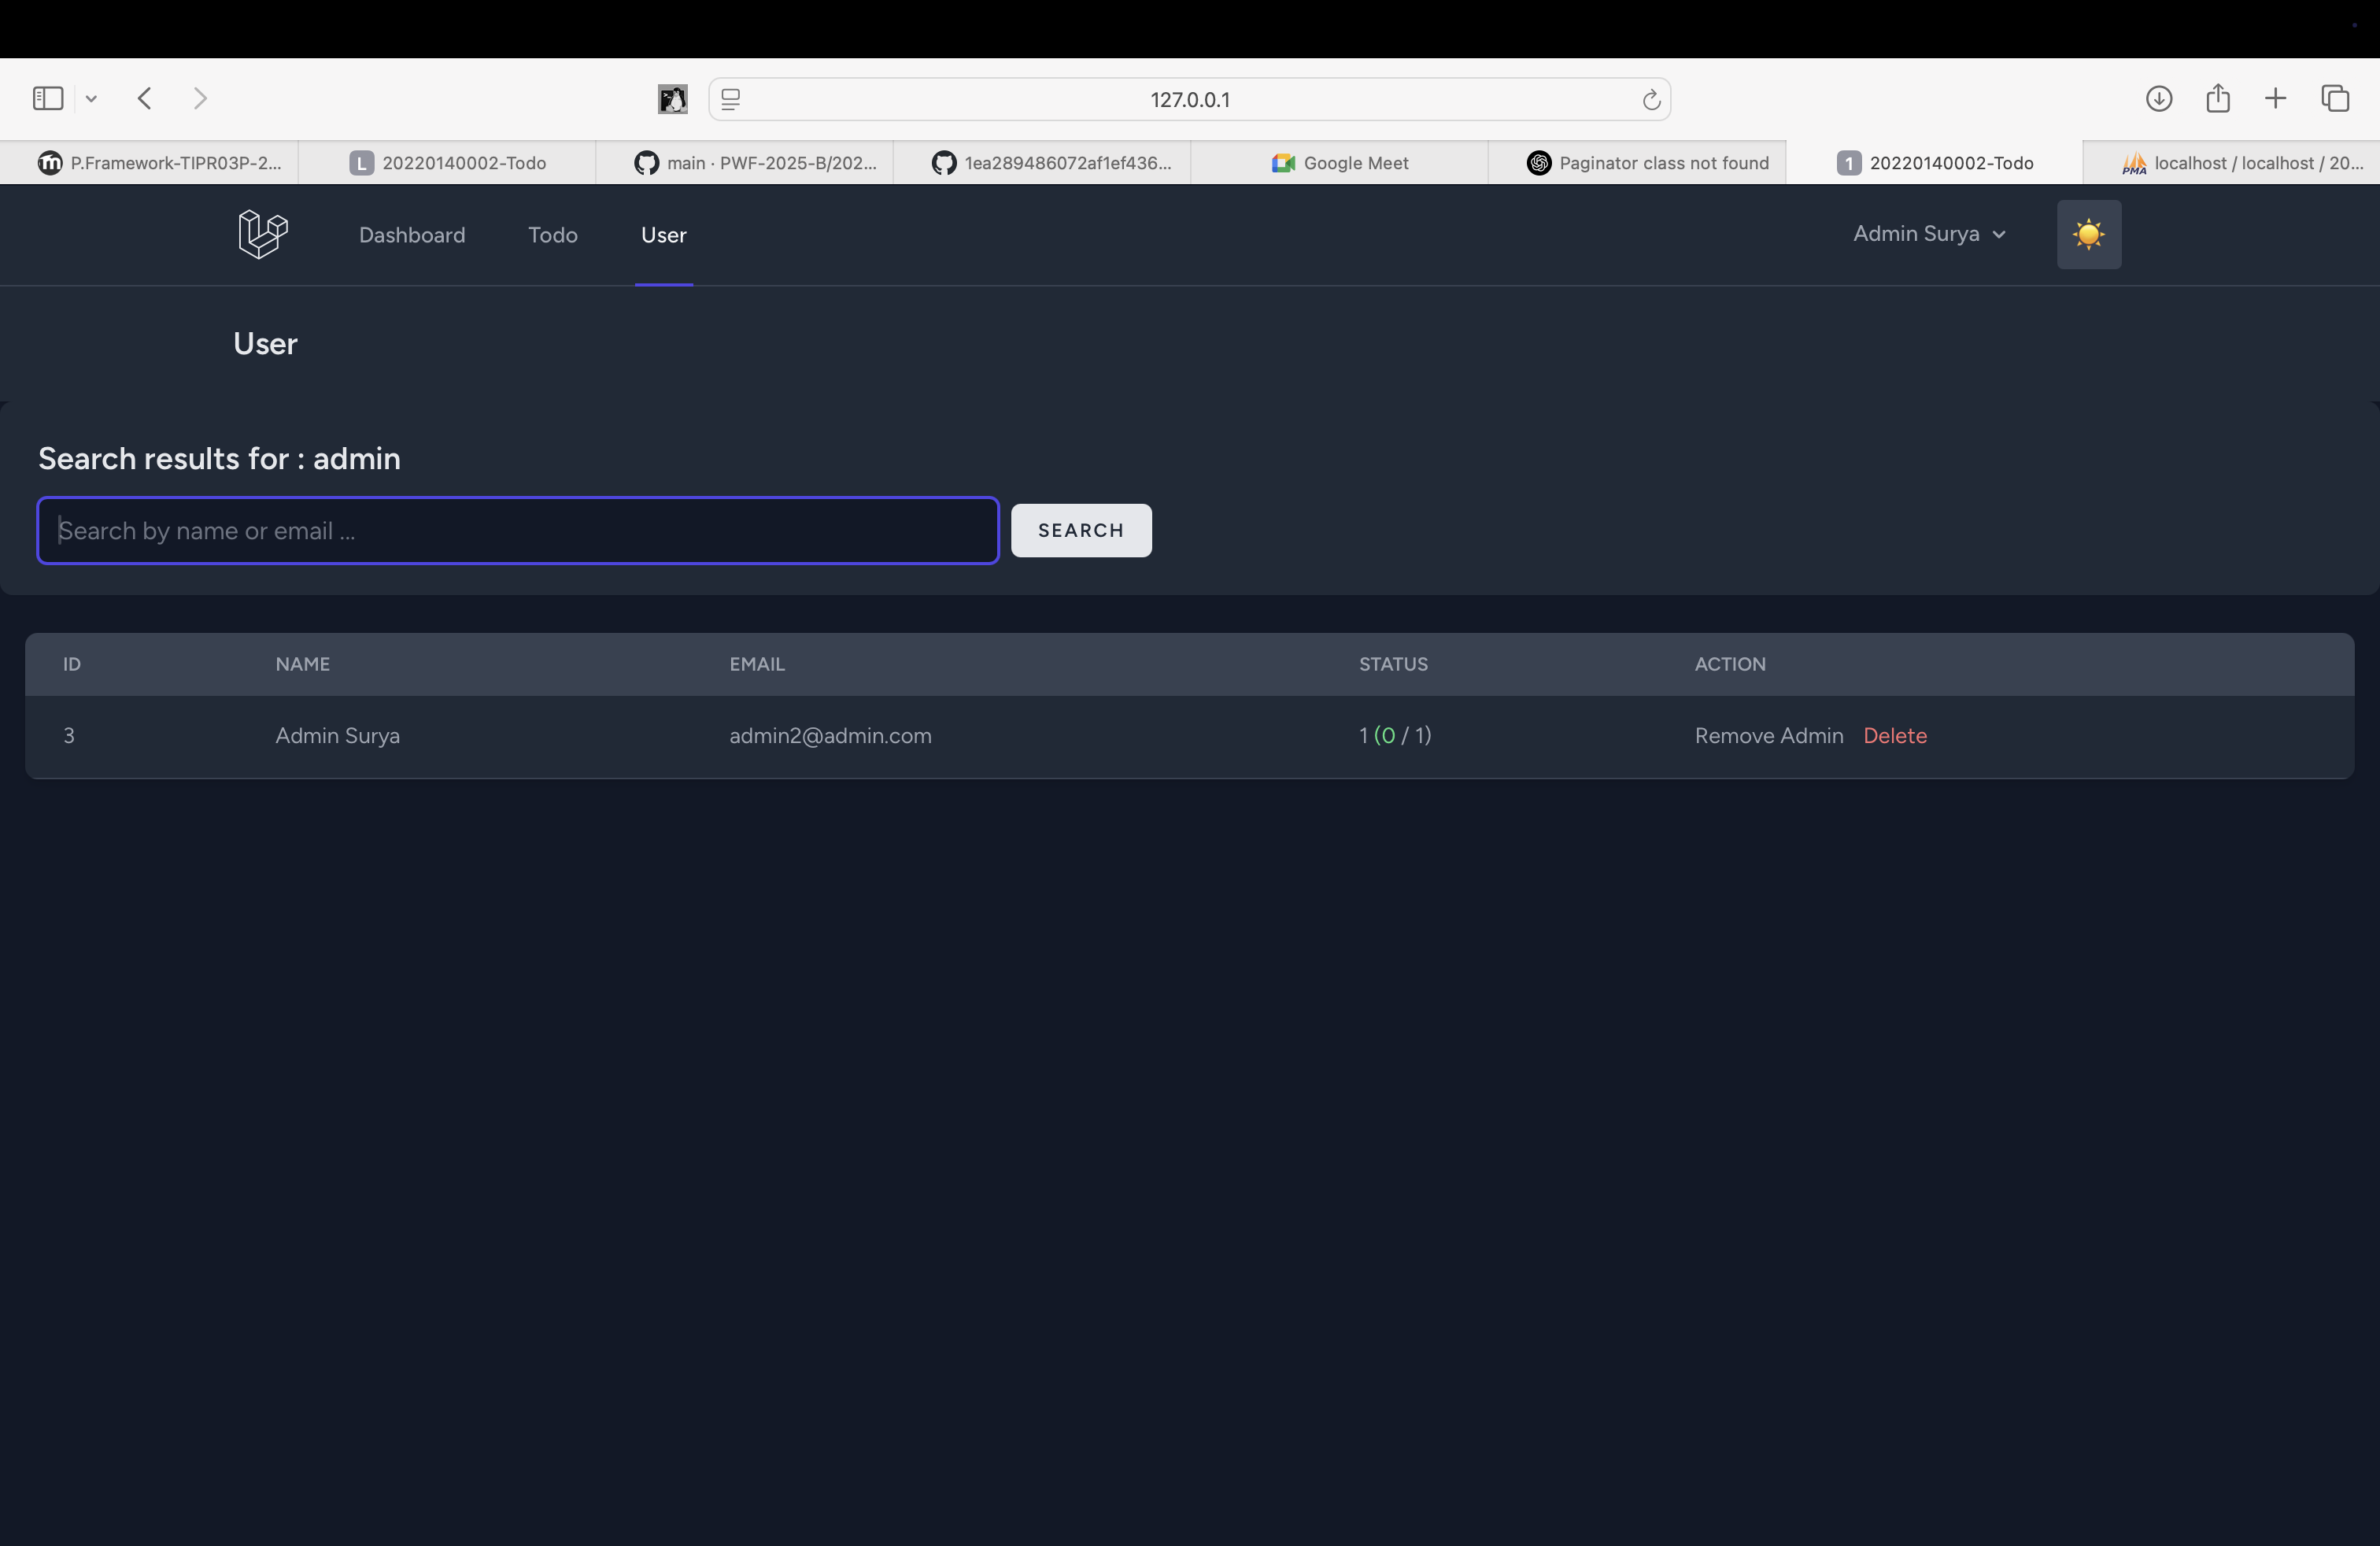 127.0.0.1
P.Framework-TIPR03P-2...
L 20220140002-Todo
main · PWF-2025-B/202...
1ea289486072af1ef436...
Google Meet
Paginator class not found
1 20220140002-Todo
PMA localhost / localhost / 20...
Dashboard Todo User Admin Surya
User
Search results for : admin
Search by name or email ... SEARCH
ID NAME EMAIL STATUS ACTION
3 Admin Surya admin2@admin.com 1 (0 / 1) Remove Admin Delete